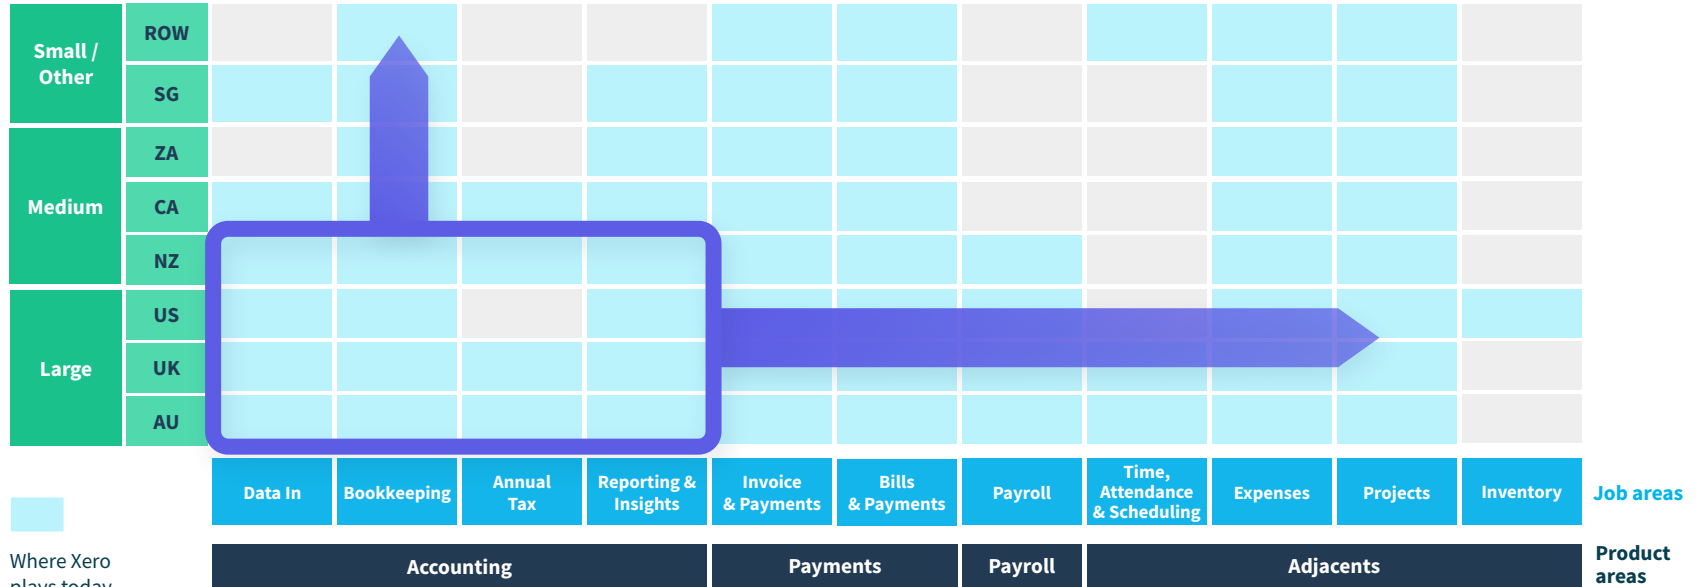 Small /
Other
ROW
SG
Medium
ZA
CA
NZ
Large
US
UK
AU
Data In
Bookkeeping
Annual
Tax
Reporting &
Insights
Invoice
& Payments
Bills
& Payments
Payroll
Time,
Attendance
& Scheduling
Expenses
Projects
Inventory
Job areas
Where Xero
plays today
Accounting
Payments
Payroll
Adjacents
Product
areas